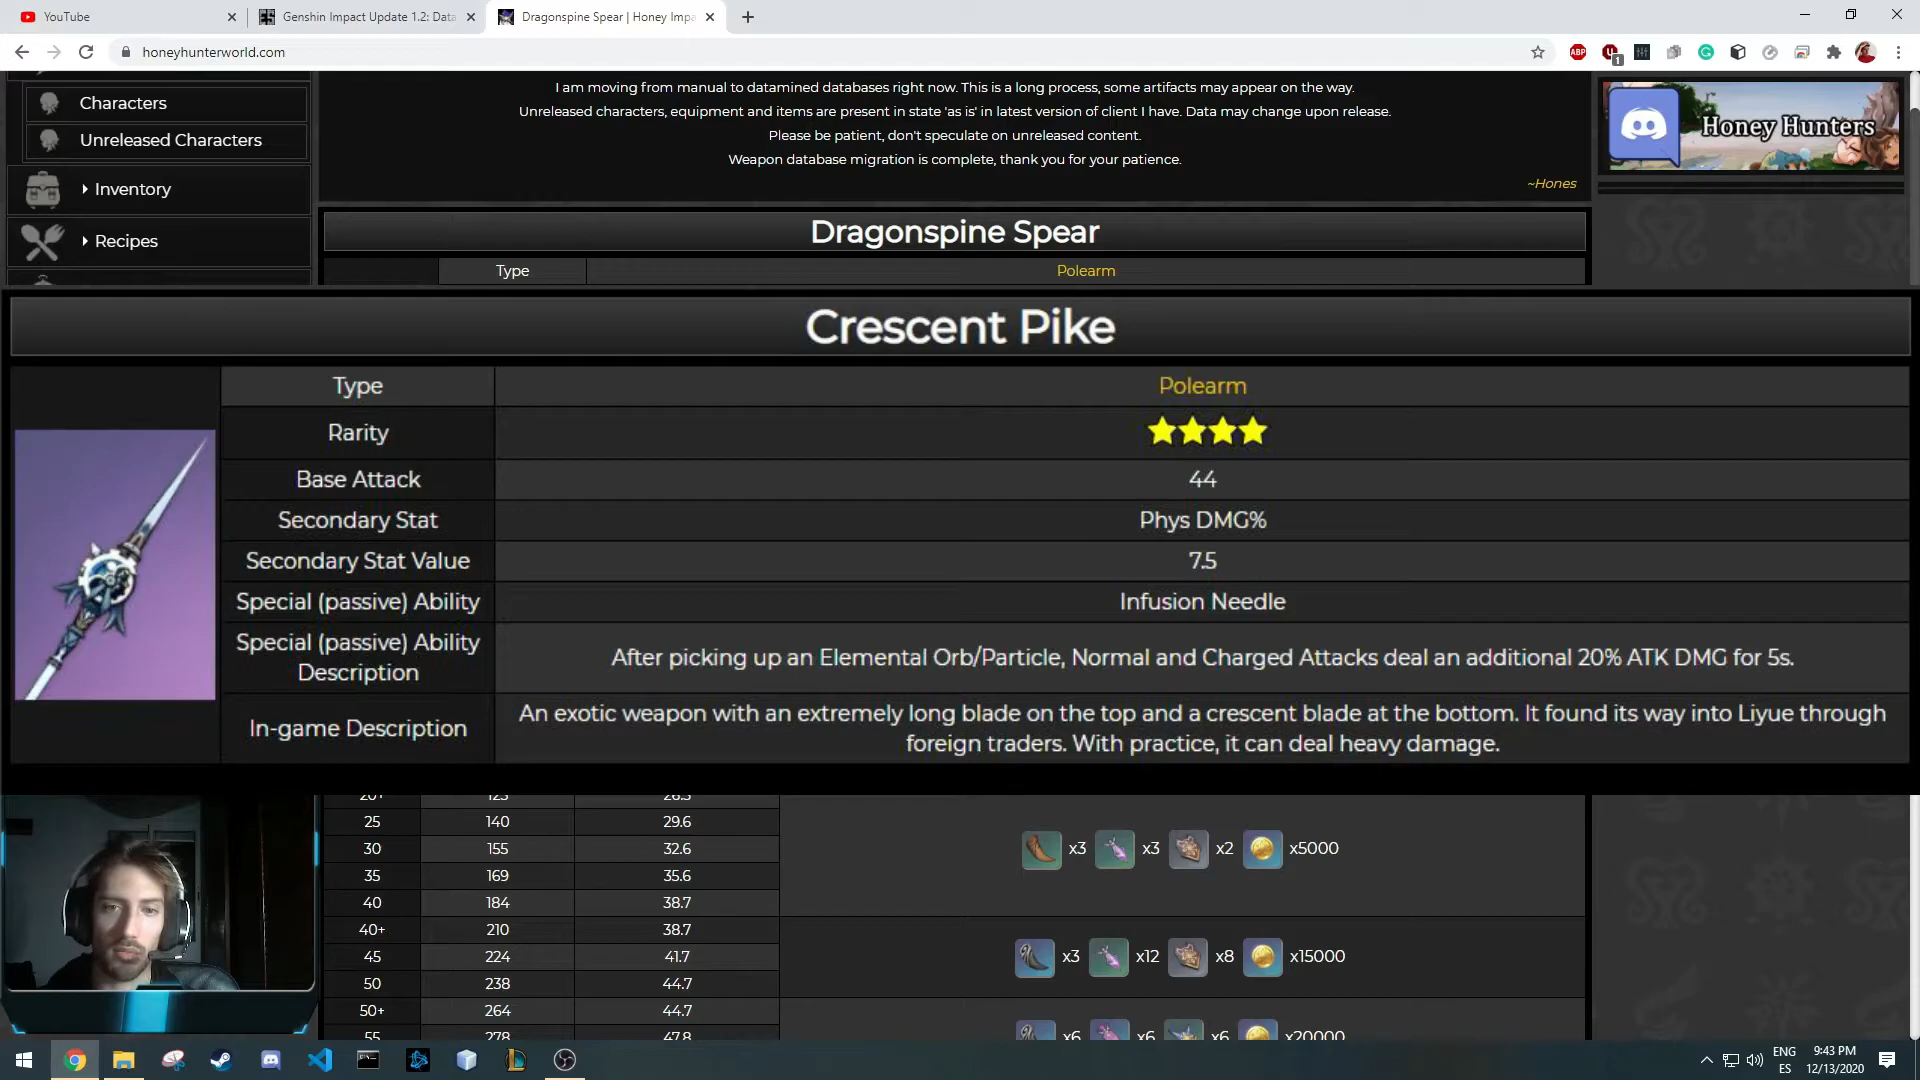 YouTube
Genshin Impact Update 1.2: Data
Dragonspine Spear | Honey Impa
honeyhunterworld.com
ABP
1
Characters
Unreleased Characters
Inventory
Recipes
I am moving from manual to datamined databases right now. This is a long process, some artifacts may appear on the way.
Unreleased characters, equipment and items are present in state 'as is' in latest version of client I have. Data may change upon release.
Please be patient, don't speculate on unreleased content.
Weapon database migration is complete, thank you for your patience.
~Hones
Honey Hunters
Dragonspine Spear
Type Polearm
Crescent Pike
Type Polearm
Rarity
Base Attack 44
Secondary Stat Phys DMG%
Secondary Stat Value 7.5
Special (passive) Ability Infusion Needle
Special (passive) Ability
Description
After picking up an Elemental Orb/Particle, Normal and Charged Attacks deal an additional 20% ATK DMG for 5s.
In-game Description
An exotic weapon with an extremely long blade on the top and a crescent blade at the bottom. It found its way into Liyue through
foreign traders. With practice, it can deal heavy damage.
25 140 29.6
30 155 32.6
35 169 35.6
40 184 38.7
x3 x3 x2 x5000
40+ 210 38.7
45 224 41.7
50 238 44.7
x3 x12 x8 x15000
50+ 264 44.7
55 278 47.8
x6 x6 x6 x20000
ENG
ES
9:43 PM
12/13/2020